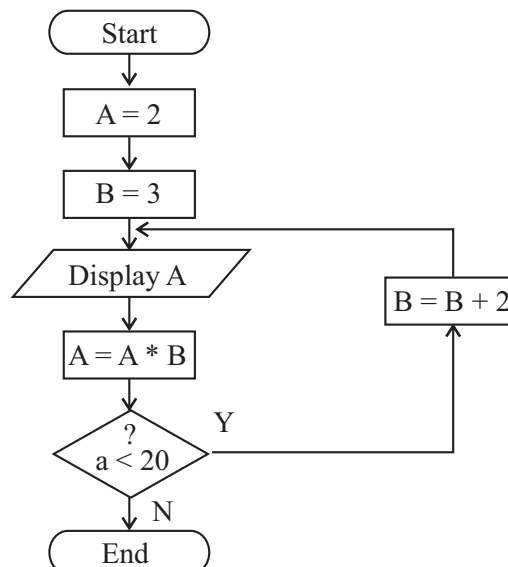 Start
A = 2
B = 3
Display A
B = B + 2
A = A * B
Y
?
a < 20
N
End